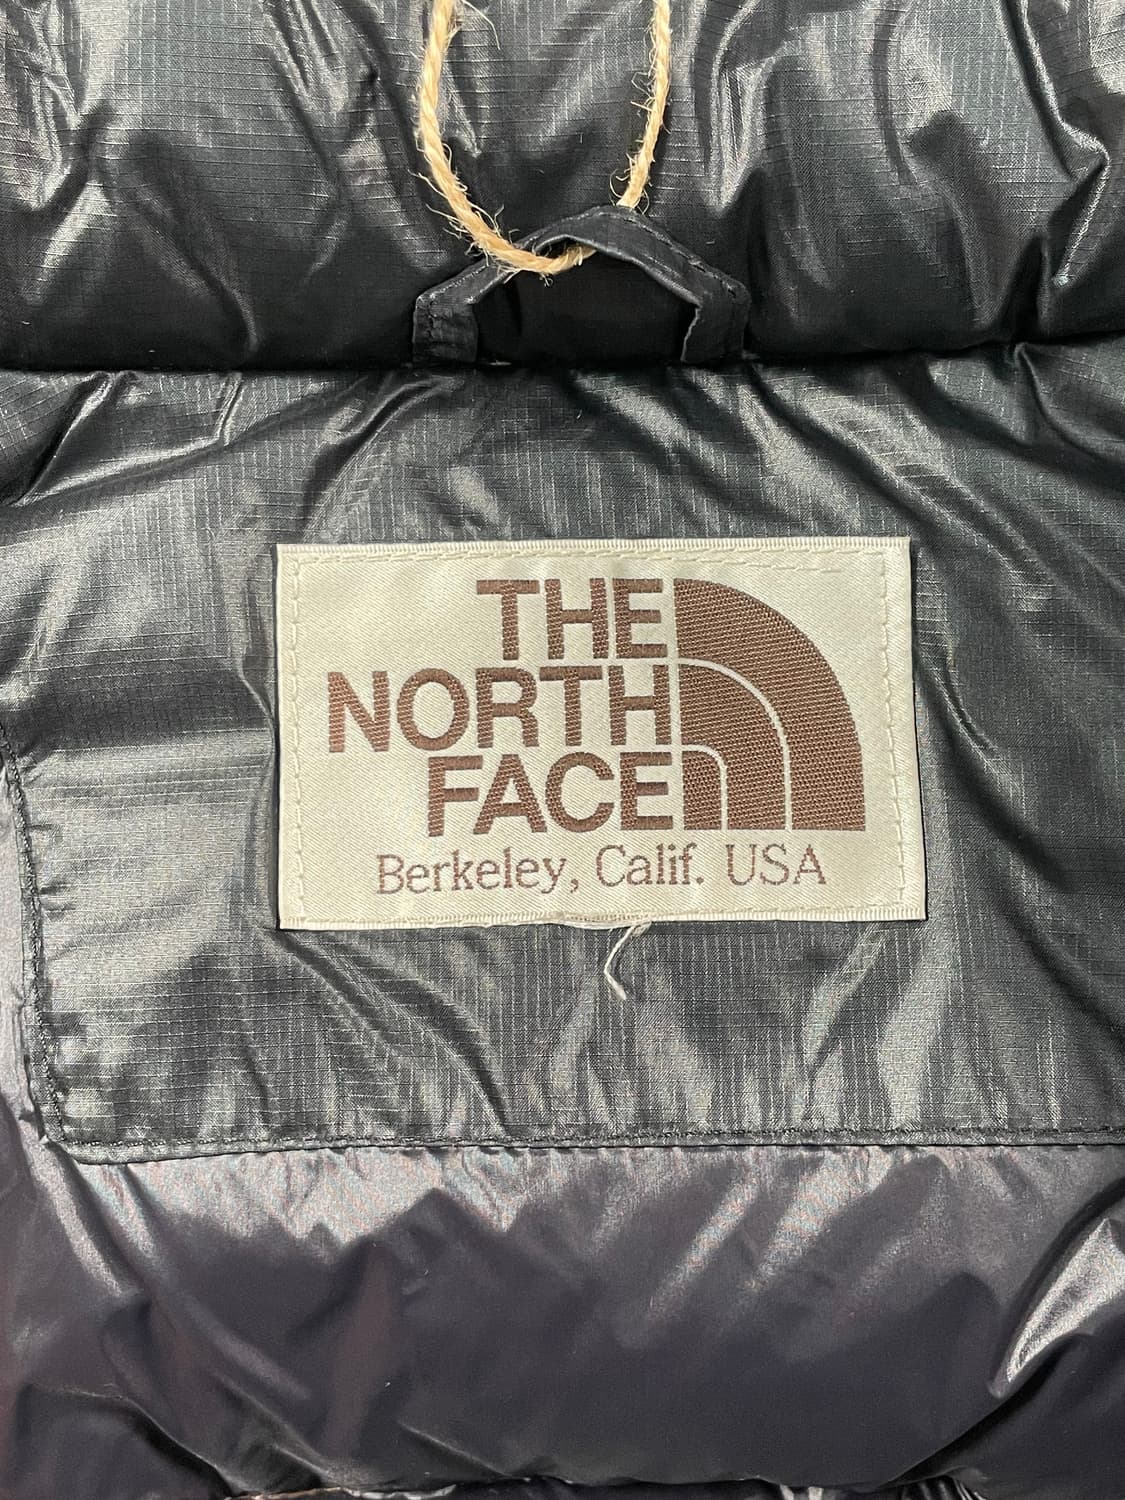 THE
NORTH
FACE
Berkeley, Calif. USA